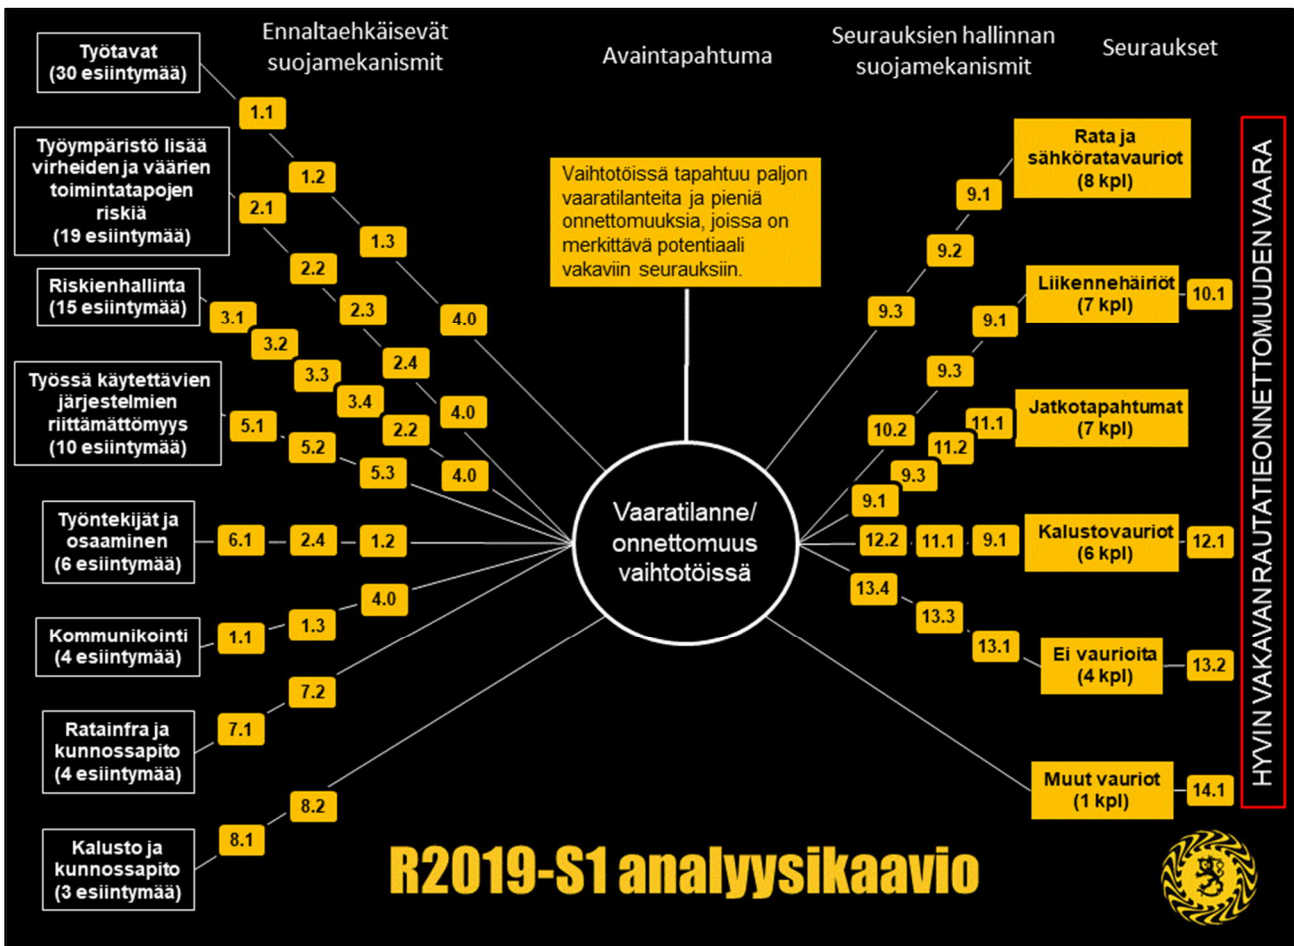 Ennaltaehkäisevät
suojamekanismit
Avaintapahtuma
Seurauksien hallinnan
suojamekanismit
Seuraukset
Työtavat
(30 esiintymää)
1.1
1.2
1.3
4.0
Työympäristö lisää
virheiden ja väärien
toimintatapojen
riskiä
(19 esiintymää)
2.1
2.2
2.3
2.4
4.0
Riskienhallinta
(15 esiintymää)
3.1
3.2
3.3
3.4
2.2
4.0
Työssä käytettävien
järjestelmien
riittämättömyys
(10 esiintymää)
5.1
5.2
5.3
Työntekijät ja
osaaminen
(6 esiintymää)
6.1
2.4
1.2
Kommunikointi
(4 esiintymää)
1.1
1.3
4.0
Ratainfra ja
kunnossapito
(4 esiintymää)
7.1
7.2
Kalusto ja
kunnossapito
(3 esiintymää)
8.1
8.2
Vaihtotöissä tapahtuu paljon
vaaratilanteita ja pieniä
onnettomuuksia, joissa on
merkittävä potentiaali
vakaviin seurauksiin.
Vaaratilanne/
onnettomuus
vaihtotöissä
9.3
9.2
9.1
Rata ja
sähköratavauriot
(8 kpl)
10.2
9.3
9.1
Liikennehäiriöt
(7 kpl)
10.1
9.1
9.3
11.2
11.1
Jatkotapahtumat
(7 kpl)
12.2
11.1
9.1
Kalustovauriot
(6 kpl)
12.1
13.4
13.3
13.1
Ei vaurioita
(4 kpl)
13.2
Muut vauriot
(1 kpl)
14.1
HYVIN VAKAVAN RAUTATIEONNETTOMUUDEN VAARA
R2019-S1 analyysikaavio